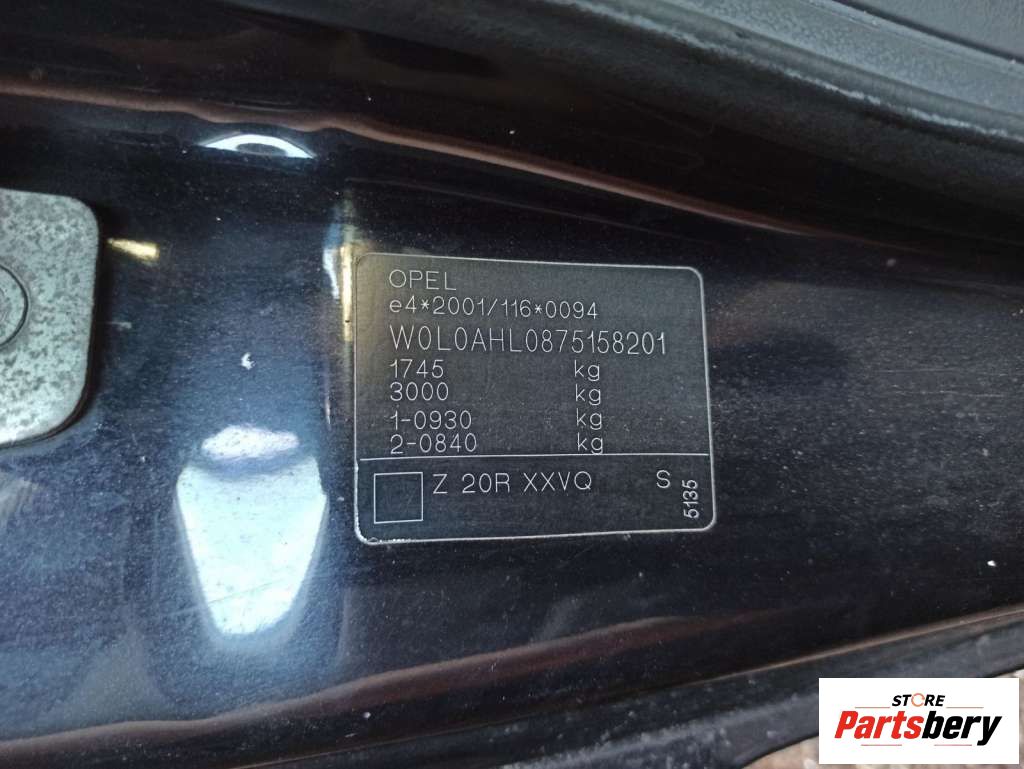 OPEL
e4*2001/116*0094
W0L0AHL0875158201
1745 kg
3000 kg
1-0930 kg
2-0840 kg
Z 20R XXVQ S
5135
STORE
Partsbery